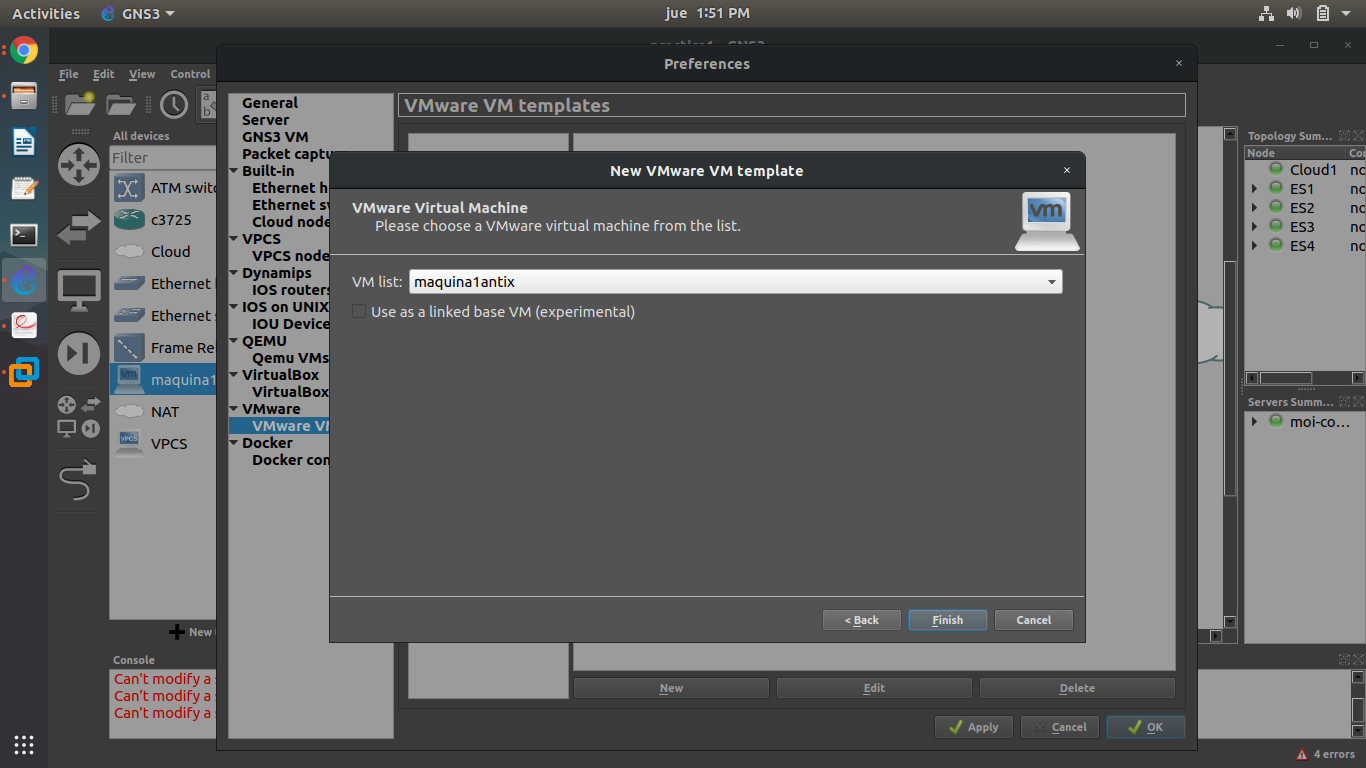 Activities GNS3 jue 1:51 PM
Preferences
File Edit View Control
General
Server
GNS3 VM
Packet captu
Built-in
Ethernet h
Ethernet s
Cloud node
VPCS
VPCS node
Dynamips
IOS routers
IOS on UNIX
IOU Device
QEMU
Qemu VMs
VirtualBox
VirtualBox
VMware
VMware VM
Docker
Docker con
VMware VM templates
All devices
Filter
ATM switc
c3725
Cloud
Ethernet
Ethernet s
Frame Re
maquina1
NAT
VPCS
New
New VMware VM template
VMware Virtual Machine
Please choose a VMware virtual machine from the list.
vm
VM list: maquina1antix
Use as a linked base VM (experimental)
< Back Finish Cancel
New Edit Delete
Apply Cancel OK
Topology Summ...
Node Co
Cloud1 no
ES1 no
ES2 no
ES3 no
ES4 no
Servers Summ...
moi-co...
Console
Can't modify a
Can't modify a
Can't modify a
4 errors